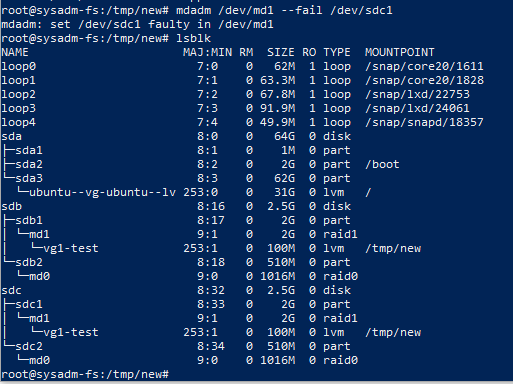 root@sysadm-fs:/tmp/new# mdadm /dev/md1 --fail /dev/sdc1
mdadm: set /dev/sdc1 faulty in /dev/md1
root@sysadm-fs:/tmp/new# lsblk
NAME                      MAJ:MIN RM  SIZE RO TYPE  MOUNTPOINT
loop0                       7:0    0   62M  1 loop  /snap/core20/1611
loop1                       7:1    0 63.3M  1 loop  /snap/core20/1828
loop2                       7:2    0 67.8M  1 loop  /snap/lxd/22753
loop3                       7:3    0 91.9M  1 loop  /snap/lxd/24061
loop4                       7:4    0 49.9M  1 loop  /snap/snapd/18357
sda                         8:0    0   64G  0 disk
├─sda1                      8:1    0    1M  0 part
├─sda2                      8:2    0    2G  0 part  /boot
└─sda3                      8:3    0   62G  0 part
  └─ubuntu--vg-ubuntu--lv 253:0    0   31G  0 lvm   /
sdb                         8:16   0  2.5G  0 disk
├─sdb1                      8:17   0    2G  0 part
│ └─md1                     9:1    0    2G  0 raid1
│   └─vg1-test            253:1    0  100M  0 lvm   /tmp/new
└─sdb2                      8:18   0  510M  0 part
  └─md0                     9:0    0 1016M  0 raid0
sdc                         8:32   0  2.5G  0 disk
├─sdc1                      8:33   0    2G  0 part
│ └─md1                     9:1    0    2G  0 raid1
│   └─vg1-test            253:1    0  100M  0 lvm   /tmp/new
└─sdc2                      8:34   0  510M  0 part
  └─md0                     9:0    0 1016M  0 raid0
root@sysadm-fs:/tmp/new#